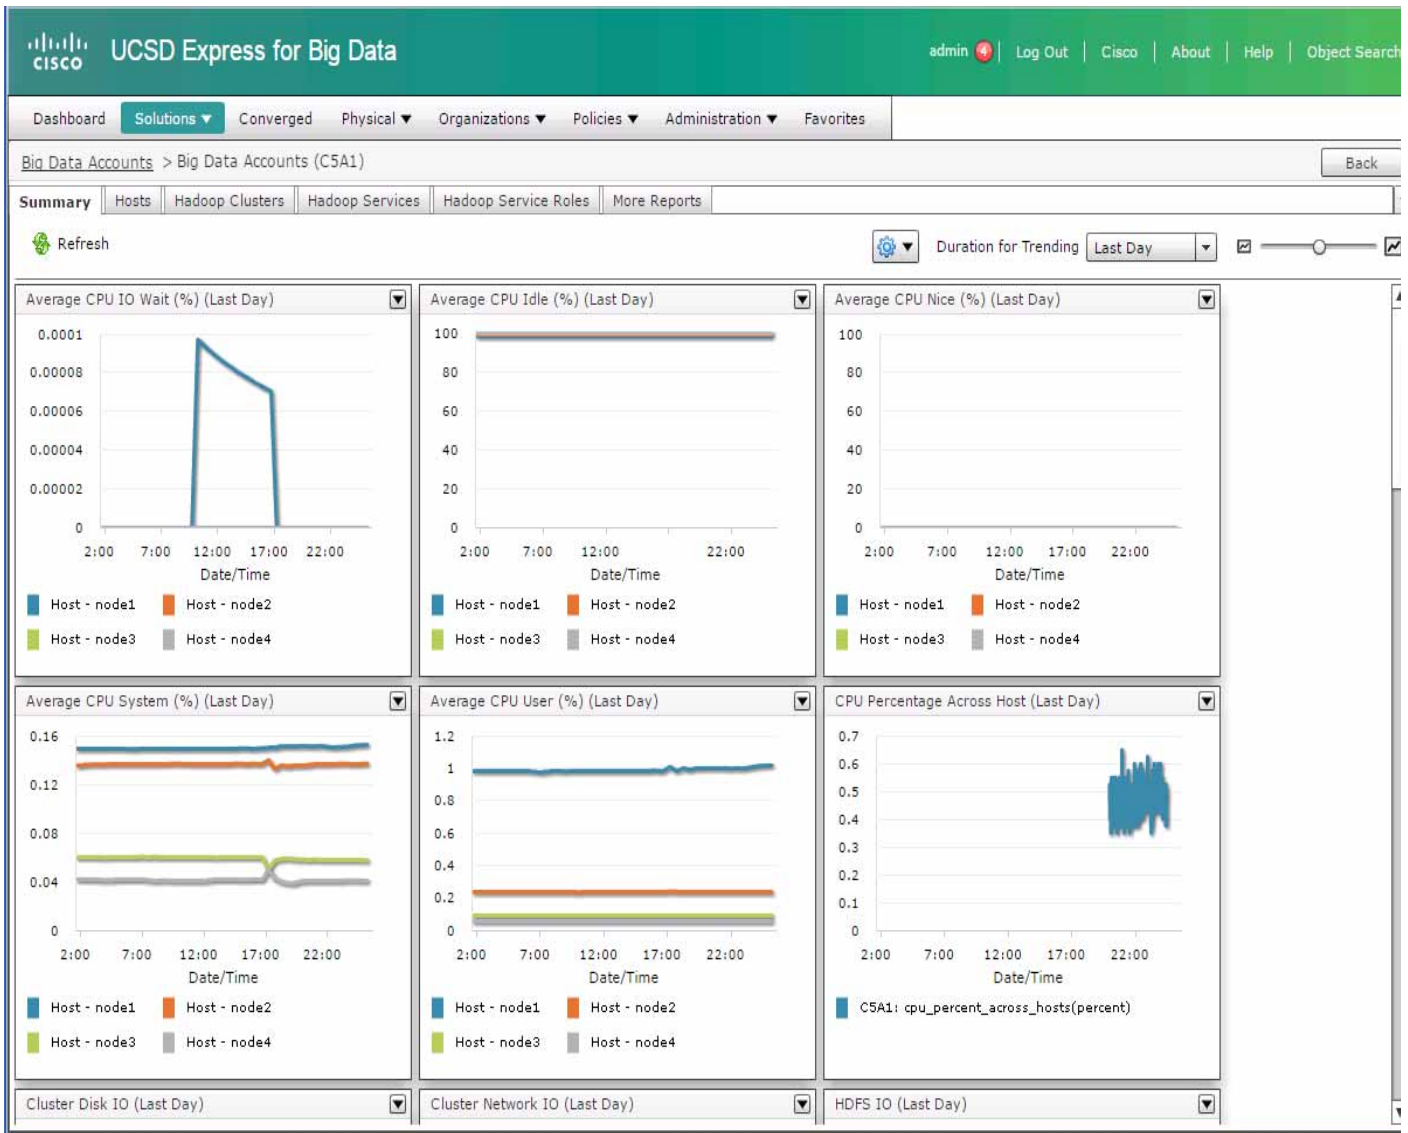 CISCO UCSD Express for Big Data
admin 4 | Log Out | Cisco | About | Help | Object Search
Dashboard Solutions Converged Physical Organizations Policies Administration Favorites
Big Data Accounts > Big Data Accounts (C5A1) Back
Summary Hosts Hadoop Clusters Hadoop Services Hadoop Service Roles More Reports
Refresh Duration for Trending Last Day
Average CPU IO Wait (%) (Last Day)
0.0001
0.00008
0.00006
0.00004
0.00002
0
2:00 7:00 12:00 17:00 22:00
Date/Time
Host - node1 Host - node2
Host - node3 Host - node4
Average CPU Idle (%) (Last Day)
100
80
60
40
20
0
2:00 7:00 12:00 22:00
Date/Time
Host - node1 Host - node2
Host - node3 Host - node4
Average CPU Nice (%) (Last Day)
100
80
60
40
20
0
2:00 7:00 12:00 17:00 22:00
Date/Time
Host - node1 Host - node2
Host - node3 Host - node4
Average CPU System (%) (Last Day)
0.16
0.12
0.08
0.04
0
2:00 7:00 12:00 17:00 22:00
Date/Time
Host - node1 Host - node2
Host - node3 Host - node4
Average CPU User (%) (Last Day)
1.2
1
0.8
0.6
0.4
0.2
0
2:00 7:00 12:00 17:00 22:00
Date/Time
Host - node1 Host - node2
Host - node3 Host - node4
CPU Percentage Across Host (Last Day)
0.7
0.6
0.5
0.4
0.3
0.2
0.1
0
2:00 7:00 12:00 17:00 22:00
Date/Time
C5A1: cpu_percent_across_hosts(percent)
Cluster Disk IO (Last Day)
Cluster Network IO (Last Day)
HDFS IO (Last Day)